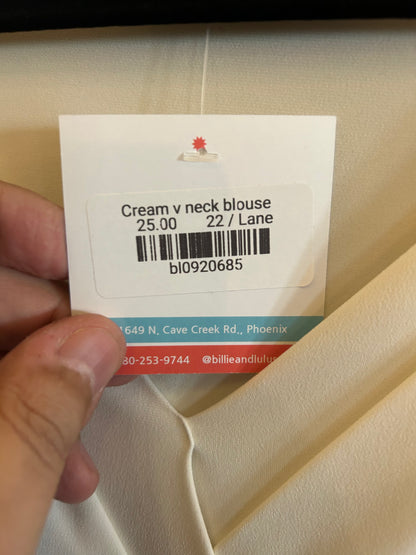 Cream v neck blouse
25.00 22 / Lane
bl0920685
1649 N. Cave Creek Rd., Phoenix
80-253-9744 @billieandlulus